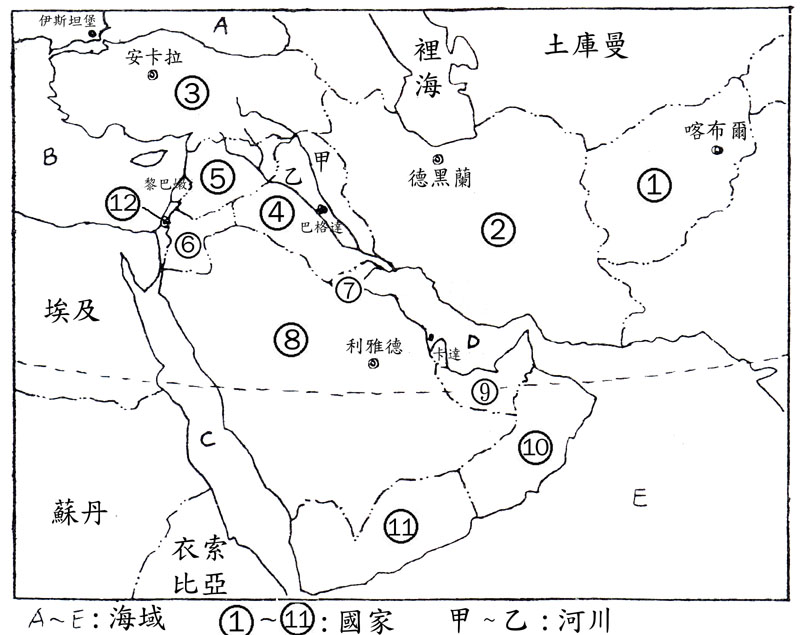 伊斯坦堡
A
裡海
土庫曼
安卡拉
③
喀布爾
B
甲
德黑蘭
①
黎巴嫩
⑤
乙
⑫
④
巴格達
②
⑥
⑦
埃及
⑧
利雅德
D
卡達
⑨
C
⑩
E
蘇丹
⑪
衣索
比亞
A~E:海域
①~⑪:國家
甲~乙:河川